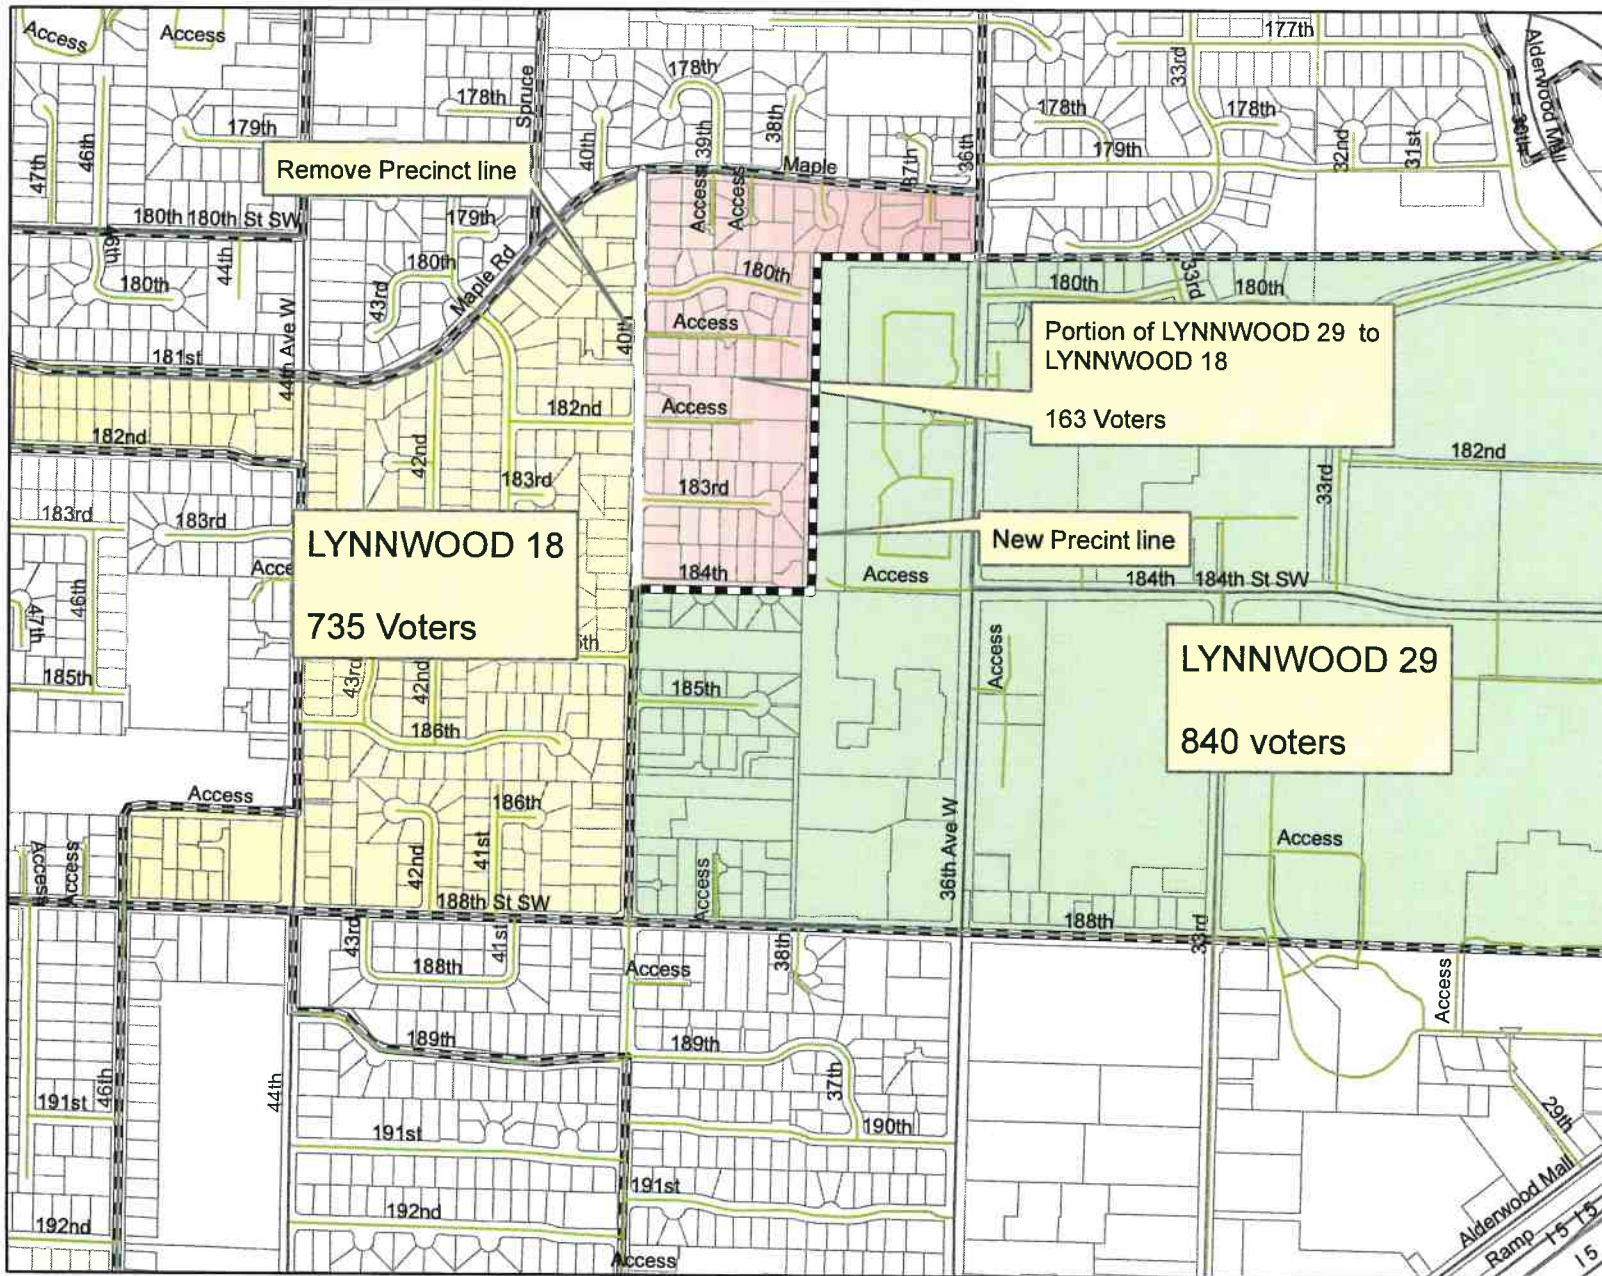 Access
Access
177th
Alderwood Mall
33rd
178th
178th
Spruce
178th
178th
179th
40th
39th
38th
37th
36th
32nd
31st
30th
47th
46th
179th
Remove Precinct line
Maple
180th 180th St SW
179th
Access
Access
46th
180th
44th
43rd
180th
Maple Rd
180th
180th
33rd
180th
44th Ave W
181st
40th
Access
Portion of LYNNWOOD 29 to
LYNNWOOD 18
163 Voters
182nd
182nd
Access
182nd
42nd
183rd
183rd
33rd
183rd
183rd
LYNNWOOD 18
735 Voters
New Precint line
184th
Access
184th
184th St SW
46th
47th
185th
43rd
42nd
185th
Access
LYNNWOOD 29
840 voters
186th
Access
186th
36th Ave W
Access
Access
Access
42nd
41st
Access
188th St SW
188th
43rd
41st
38th
33rd
188th
Access
Access
189th
189th
46th
44th
37th
191st
191st
190th
29th
191st
192nd
192nd
Access
Alderwood Mall
Ramp
I 5
I 5
I 5